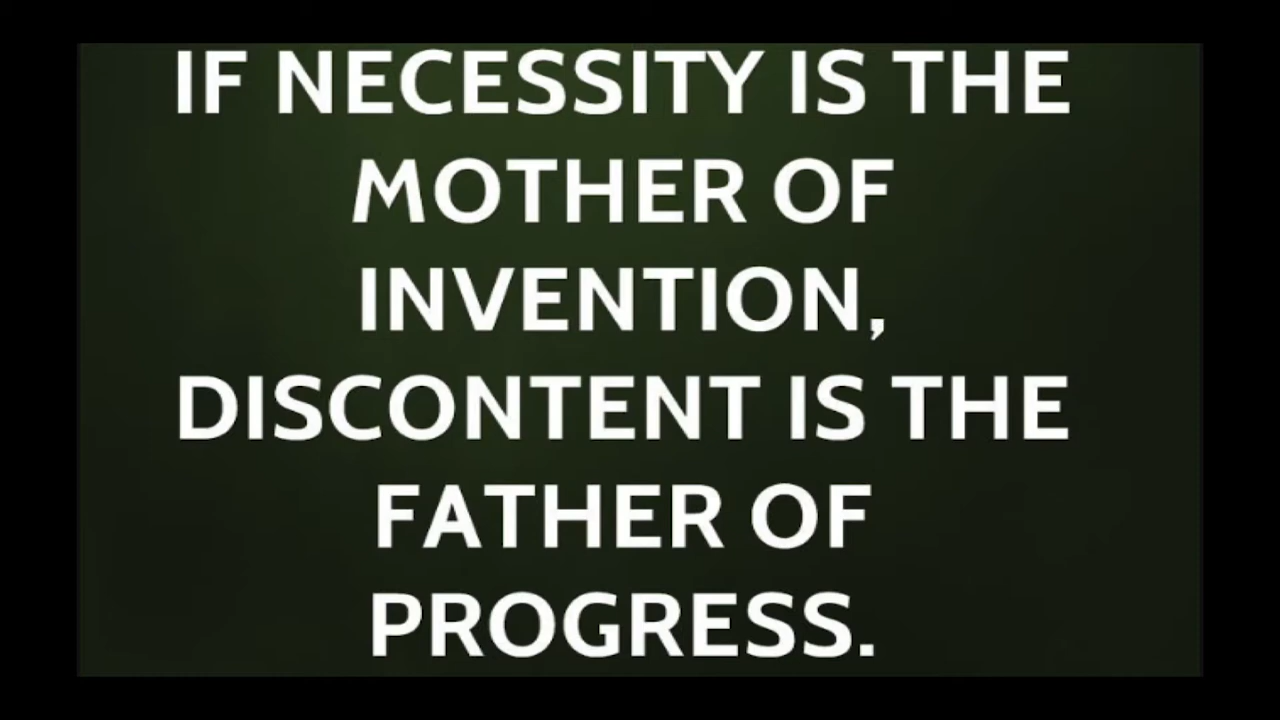 IF NECESSITY IS THE
MOTHER OF
INVENTION,
DISCONTENT IS THE
FATHER OF
PROGRESS.